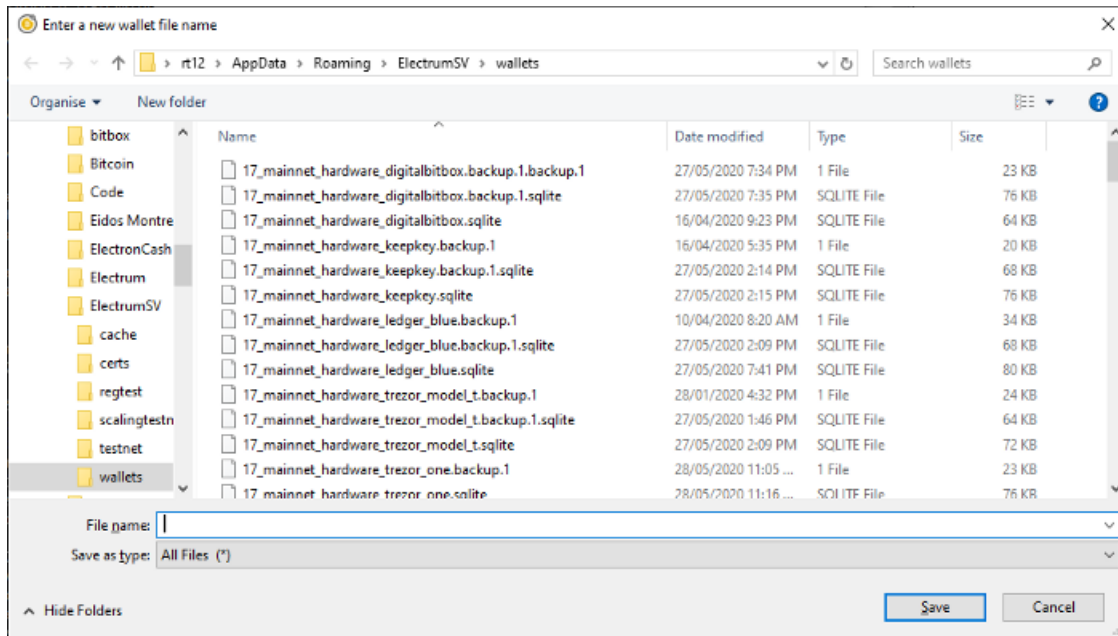 Enter a new wallet file name
rt12 > AppData > Roaming > ElectrumSV > wallets Search wallets
Organise New folder
Name Date modified Type Size
bitbox
Bitcoin
Code
Eidos Montre
ElectronCash
Electrum
ElectrumSV
cache
certs
regtest
scalingtestn
testnet
wallets
17_mainnet_hardware_digitalbitbox.backup.1.backup.1 27/05/2020 7:34 PM 1 File 23 KB
17_mainnet_hardware_digitalbitbox.backup.1.sqlite 27/05/2020 7:35 PM SQLITE File 76 KB
17_mainnet_hardware_digitalbitbox.sqlite 16/04/2020 9:23 PM SQLITE File 64 KB
17_mainnet_hardware_keepkey.backup.1 16/04/2020 5:35 PM 1 File 20 KB
17_mainnet_hardware_keepkey.backup.1.sqlite 27/05/2020 2:14 PM SQLITE File 68 KB
17_mainnet_hardware_keepkey.sqlite 27/05/2020 2:15 PM SQLITE File 76 KB
17_mainnet_hardware_ledger_blue.backup.1 10/04/2020 8:20 AM 1 File 34 KB
17_mainnet_hardware_ledger_blue.backup.1.sqlite 27/05/2020 2:09 PM SQLITE File 68 KB
17_mainnet_hardware_ledger_blue.sqlite 27/05/2020 7:41 PM SQLITE File 80 KB
17_mainnet_hardware_trezor_model_t.backup.1 28/01/2020 4:32 PM 1 File 24 KB
17_mainnet_hardware_trezor_model_t.backup.1.sqlite 27/05/2020 1:46 PM SQLITE File 64 KB
17_mainnet_hardware_trezor_model_t.sqlite 27/05/2020 2:09 PM SQLITE File 72 KB
17_mainnet_hardware_trezor_one.backup.1 28/05/2020 11:05 ... 1 File 23 KB
17_mainnet_hardware_trezor_one.sqlite 28/05/2020 11:16 ... SQLITE File 76 KB
File name:
Save as type: All Files (*)
Hide Folders Save Cancel